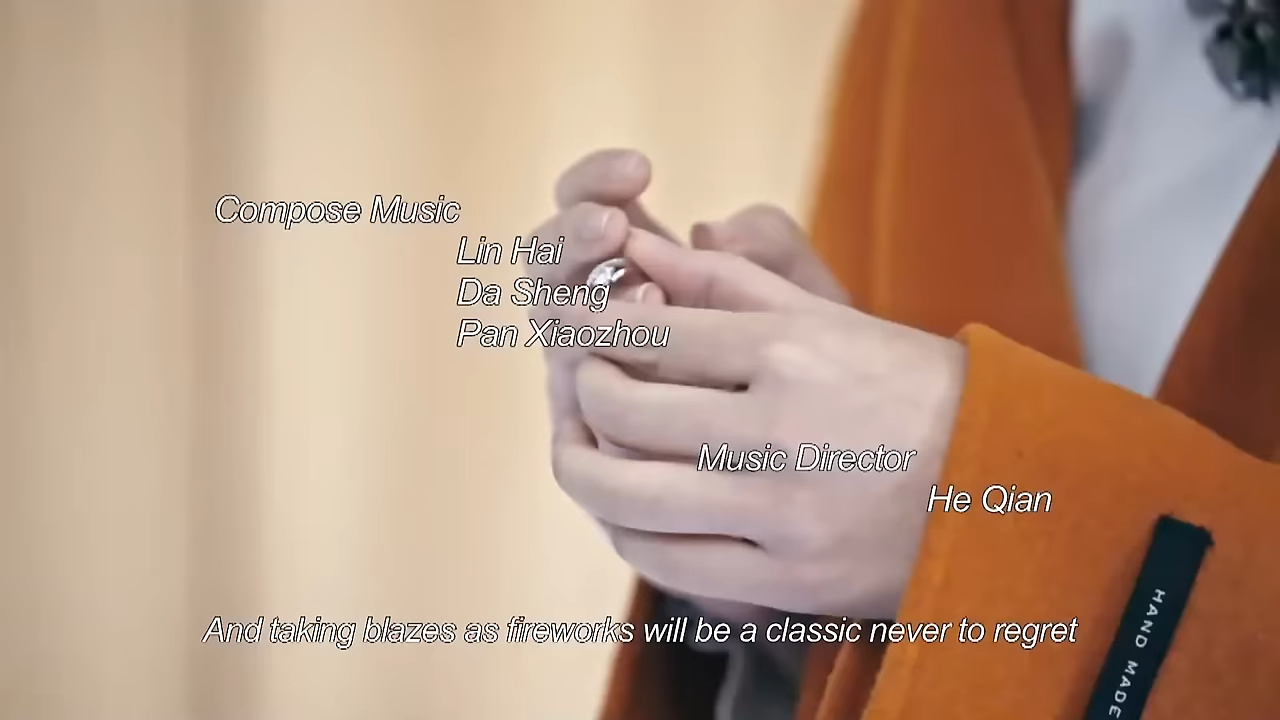 Compose Music
Lin Hai
Da Sheng
Pan Xiaozhou
Music Director
He Qian
And taking blazes as fireworks will be a classic never to regret
HAND MADE